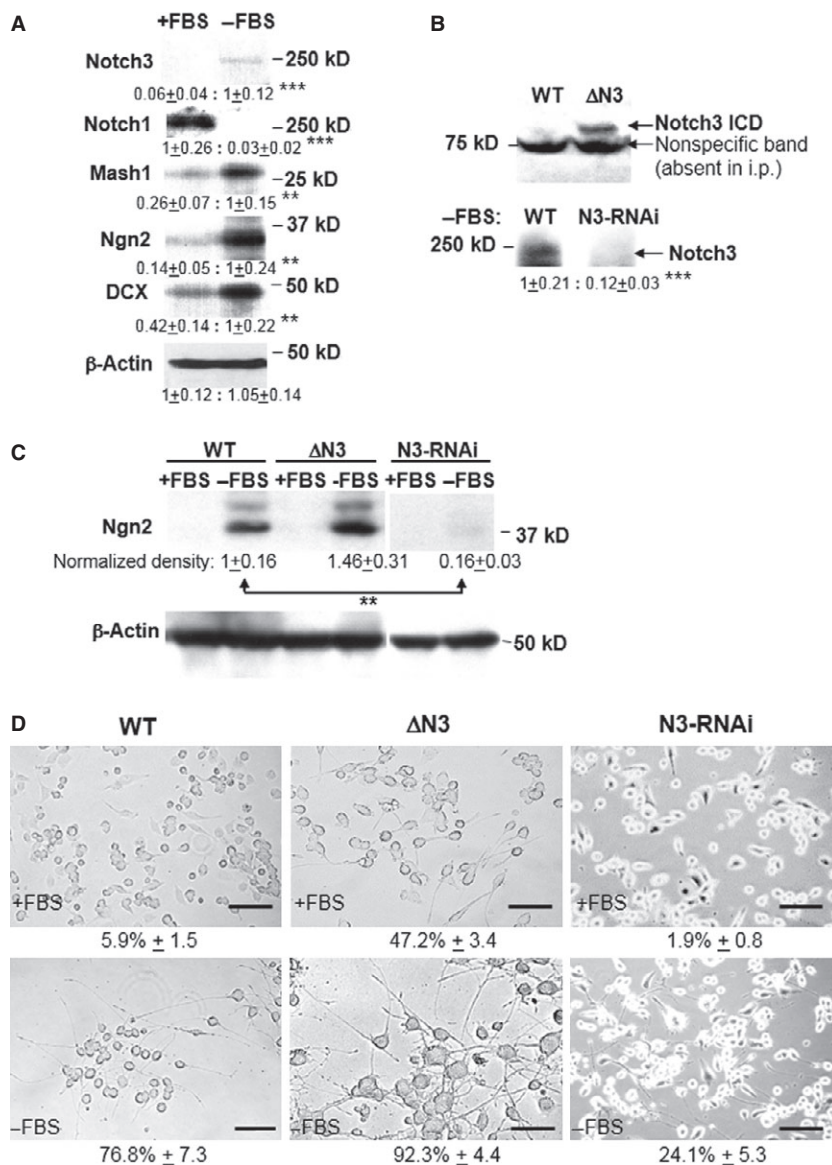 A
+FBS –FBS
Notch3 –250 kD
0.06±0.04 : 1±0.12 ***
Notch1 –250 kD
1±0.26 : 0.03±0.02 ***
Mash1 –25 kD
0.26±0.07 : 1±0.15 **
Ngn2 –37 kD
0.14±0.05 : 1±0.24 **
DCX –50 kD
0.42±0.14 : 1±0.22 **
β-Actin –50 kD
1±0.12 : 1.05±0.14
B
WT ΔN3
Notch3 ICD
75 kD – Nonspecific band
(absent in i.p.)
–FBS: WT N3-RNAi
250 kD – Notch3
1±0.21 : 0.12±0.03 ***
C
WT ΔN3 N3-RNAi
+FBS –FBS +FBS -FBS +FBS –FBS
Ngn2 – 37 kD
Normalized density: 1±0.16 1.46±0.31 0.16±0.03
**
β-Actin –50 kD
D
WT ΔN3 N3-RNAi
+FBS +FBS +FBS
5.9% ± 1.5 47.2% ± 3.4 1.9% ± 0.8
–FBS –FBS –FBS
76.8% ± 7.3 92.3% ± 4.4 24.1% ± 5.3